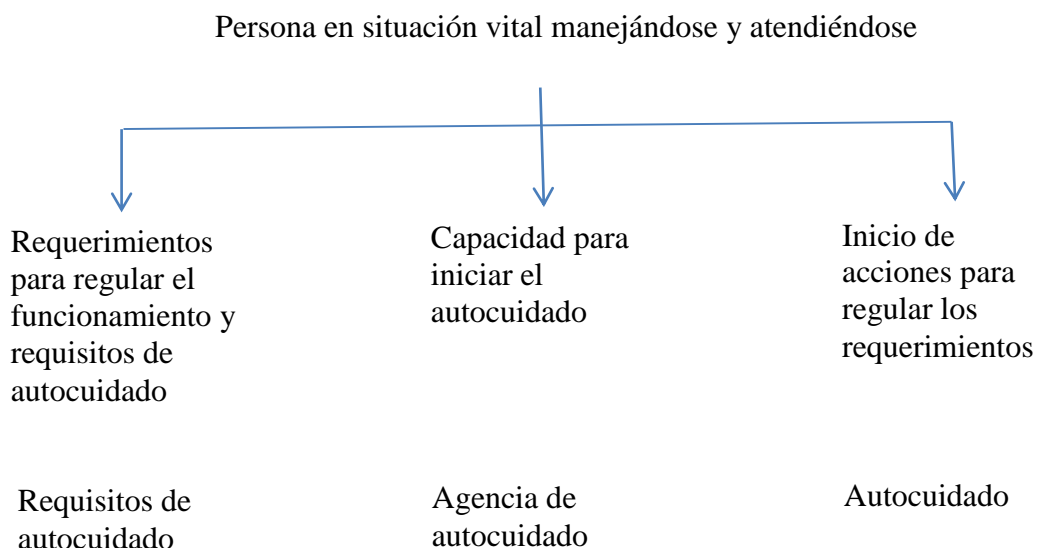 Persona en situación vital manejándose y atendiéndose
Requerimientos
para regular el
funcionamiento y
requisitos de
autocuidado
Capacidad para
iniciar el
autocuidado
Inicio de
acciones para
regular los
requerimientos
Requisitos de
autocuidado
Agencia de
autocuidado
Autocuidado